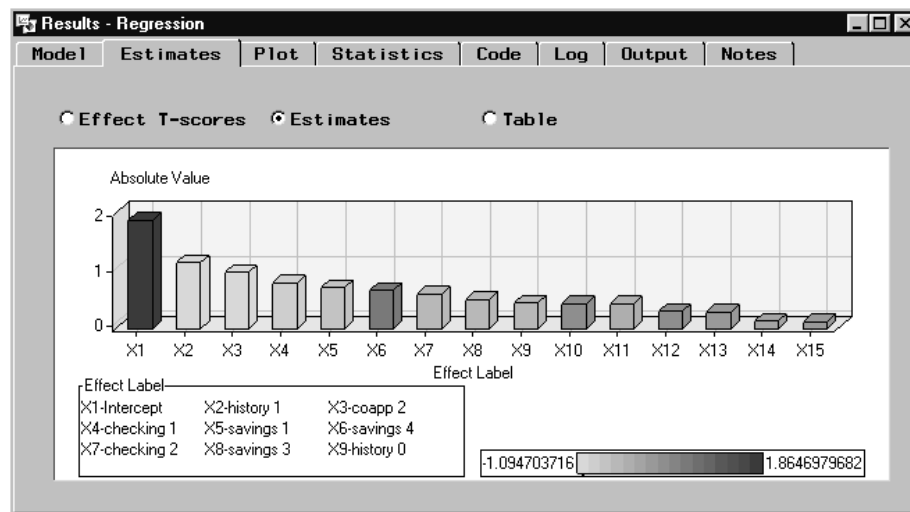 Results - Regression
Model Estimates Plot Statistics Code Log Output Notes
Effect T-scores Estimates Table
Absolute Value
2
1
0
X1 X2 X3 X4 X5 X6 X7 X8 X9 X10 X11 X12 X13 X14 X15
Effect Label
Effect Label
X1-Intercept X2-history 1 X3-coapp 2
X4-checking 1 X5-savings 1 X6-savings 4
X7-checking 2 X8-savings 3 X9-history 0
-1.094703716 1.8646979682